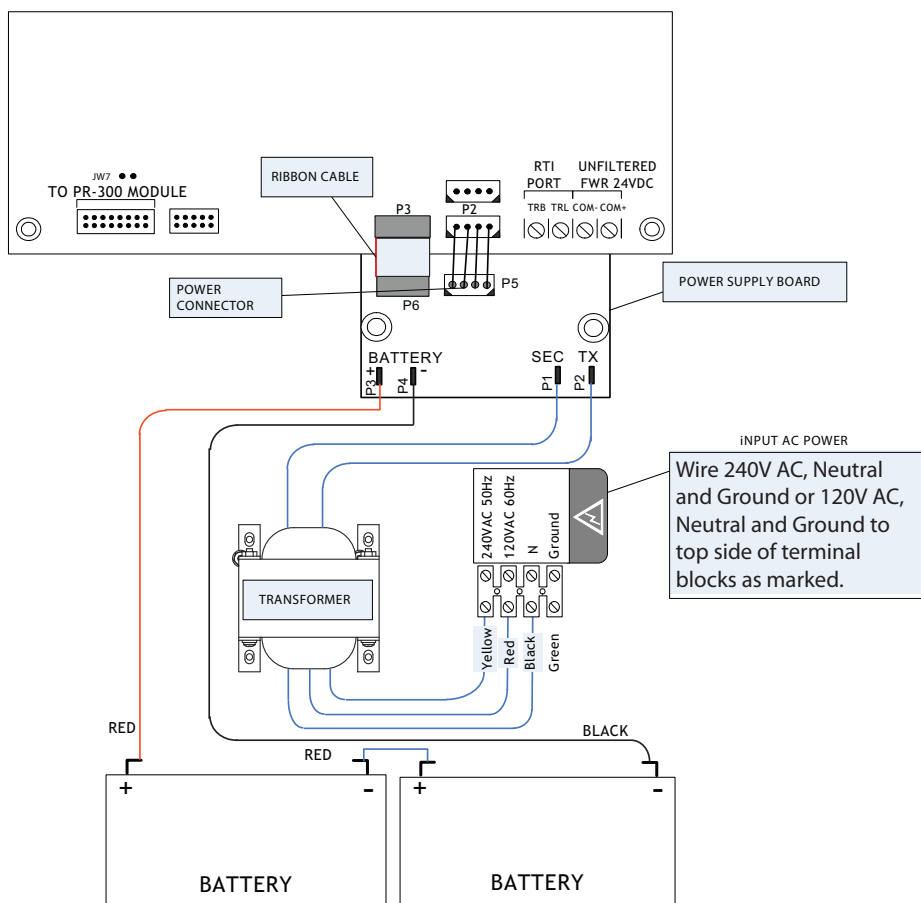 JW7
TO PR-300 MODULE
RIBBON CABLE
P3
P2
RTI
PORT
UNFILTERED
FWR 24VDC
TRB TRL COM- COM+
POWER
CONNECTOR
P5
P6
POWER SUPPLY BOARD
BATTERY
+ -
P3
P4
SEC TX
P1
P2
iNPUT AC POWER
Wire 240V AC, Neutral
and Ground or 120V AC,
Neutral and Ground to
top side of terminal
blocks as marked.
240VAC 50Hz
120VAC 60Hz
N
Ground
TRANSFORMER
Yellow
Red
Black
Green
RED
RED
BLACK
+ -
+ -
BATTERY
BATTERY